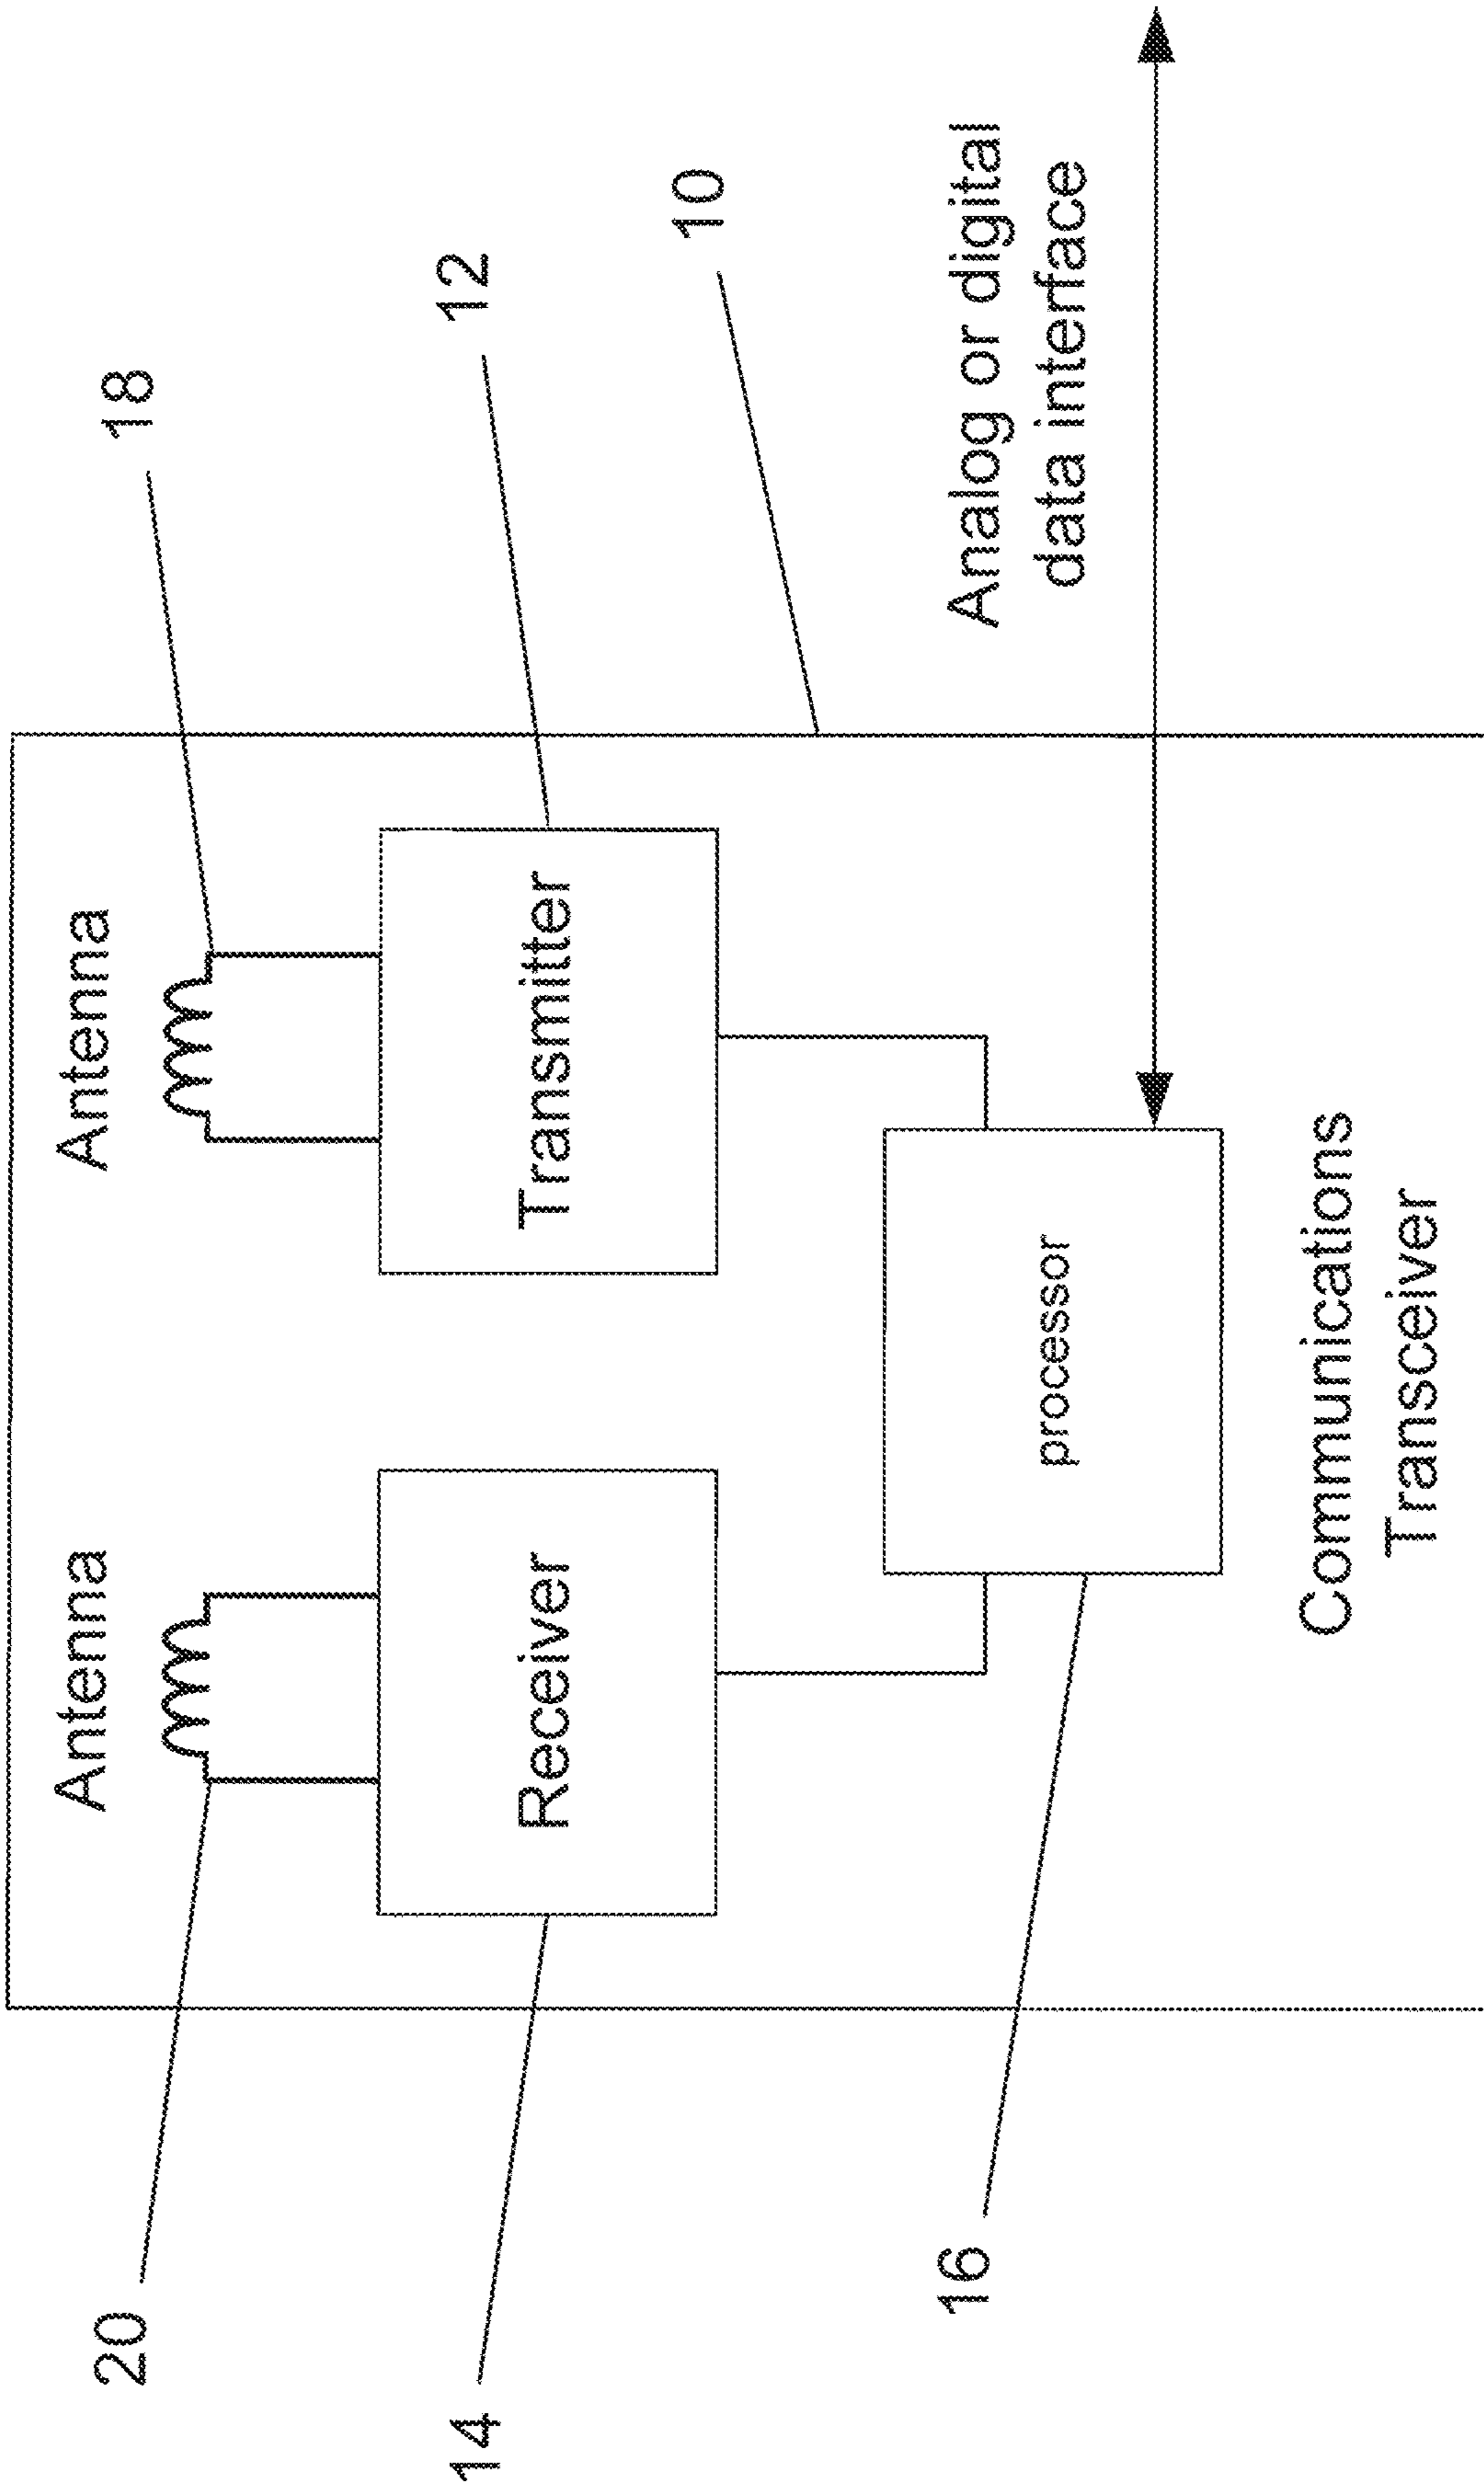 Antenna
Antenna
18
20
12
Receiver
Transmitter
14
10
Analog or digital
data interface
processor
16
Communications
Transceiver